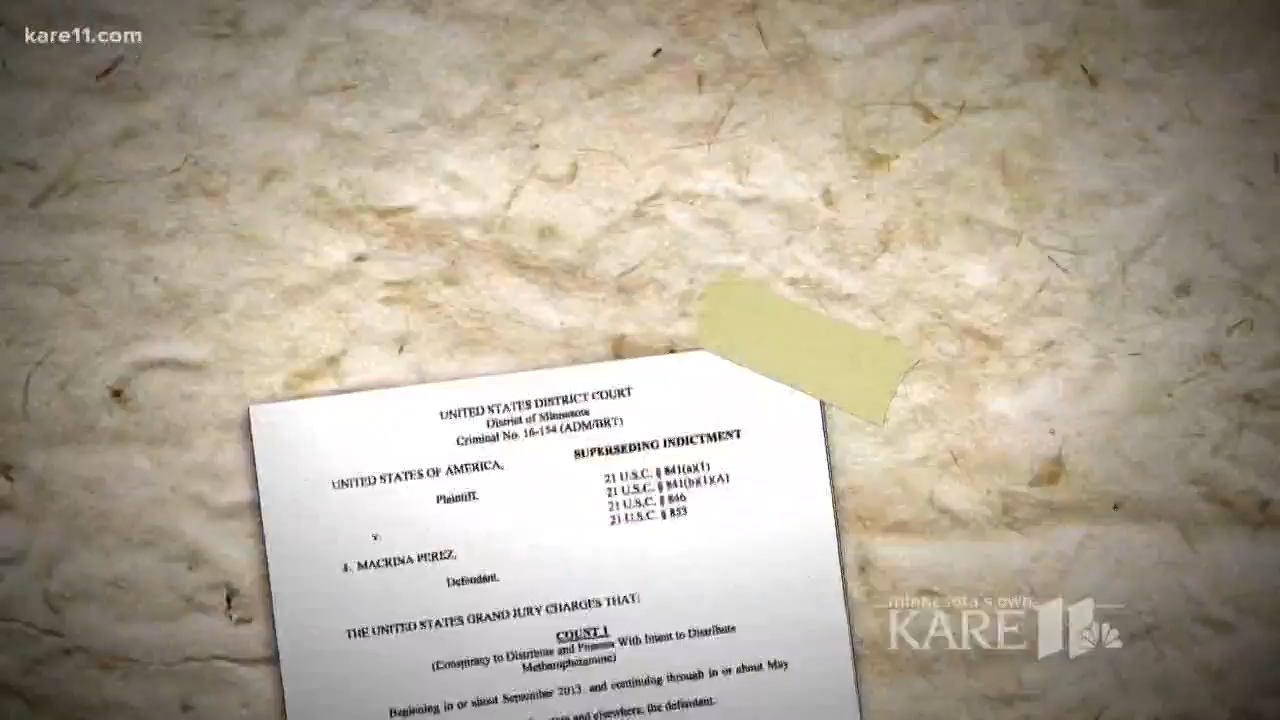 kare11.com
UNITED STATES DISTRICT COURT
District of Minnesota
Criminal No. 16-154 (ADM/BRT)
SUPERSEDING INDICTMENT
UNITED STATES OF AMERICA,
21 U.S.C. § 841(a)(1)
Plaintiff,
21 U.S.C. § 841(b)(1)(A)
21 U.S.C. § 846
21 U.S.C. § 853
v.
MACRINA PEREZ,
Defendant.
THE UNITED STATES GRAND JURY CHARGES THAT:
COUNT 1
(Conspiracy to Distribute and Possess With Intent to Distribute
Methamphetamine)
Beginning in or about September 2013, and continuing through in or about May
and elsewhere, the defendant,
minnesota's own
KARE 11